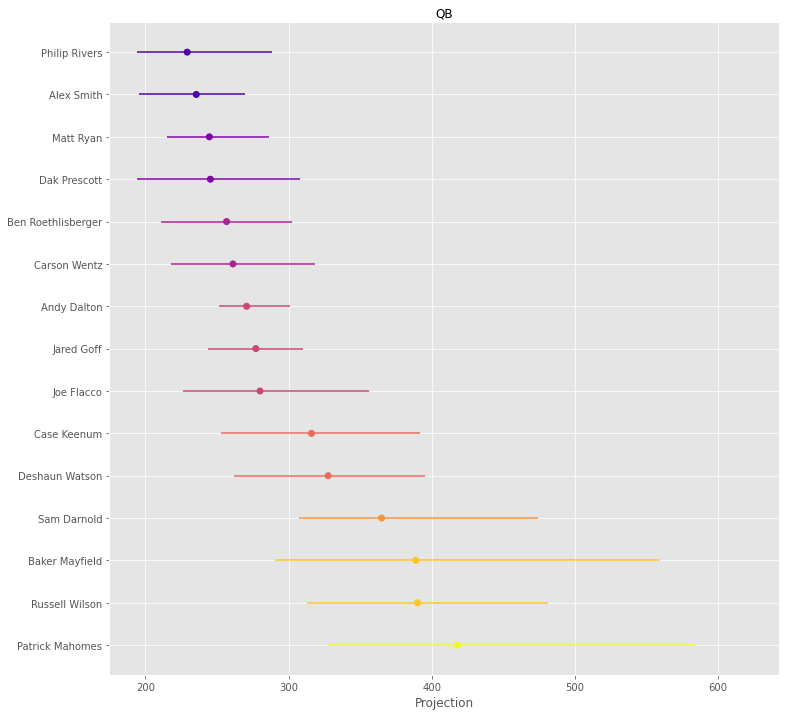 QB
Philip Rivers
Alex Smith
Matt Ryan
Dak Prescott
Ben Roethlisberger
Carson Wentz
Andy Dalton
Jared Goff
Joe Flacco
Case Keenum
Deshaun Watson
Sam Darnold
Baker Mayfield
Russell Wilson
Patrick Mahomes
200 300 400 500 600
Projection